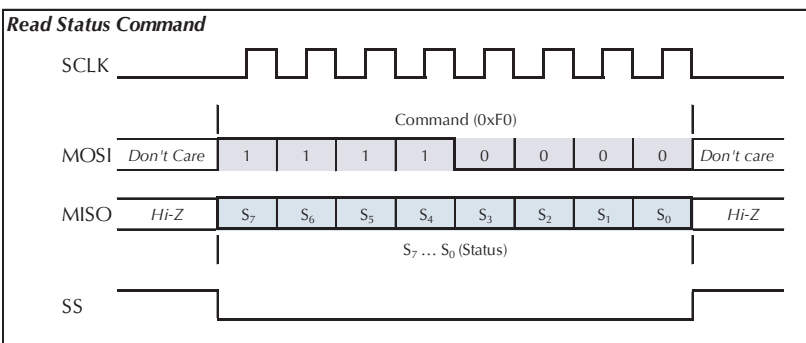 Read Status Command
SCLK
Command (0xF0)
MOSI Don't Care 1 1 1 1 0 0 0 0 Don't care
MISO Hi-Z S₇ S₆ S₅ S₄ S₃ S₂ S₁ S₀ Hi-Z
S₇ … S₀ (Status)
SS